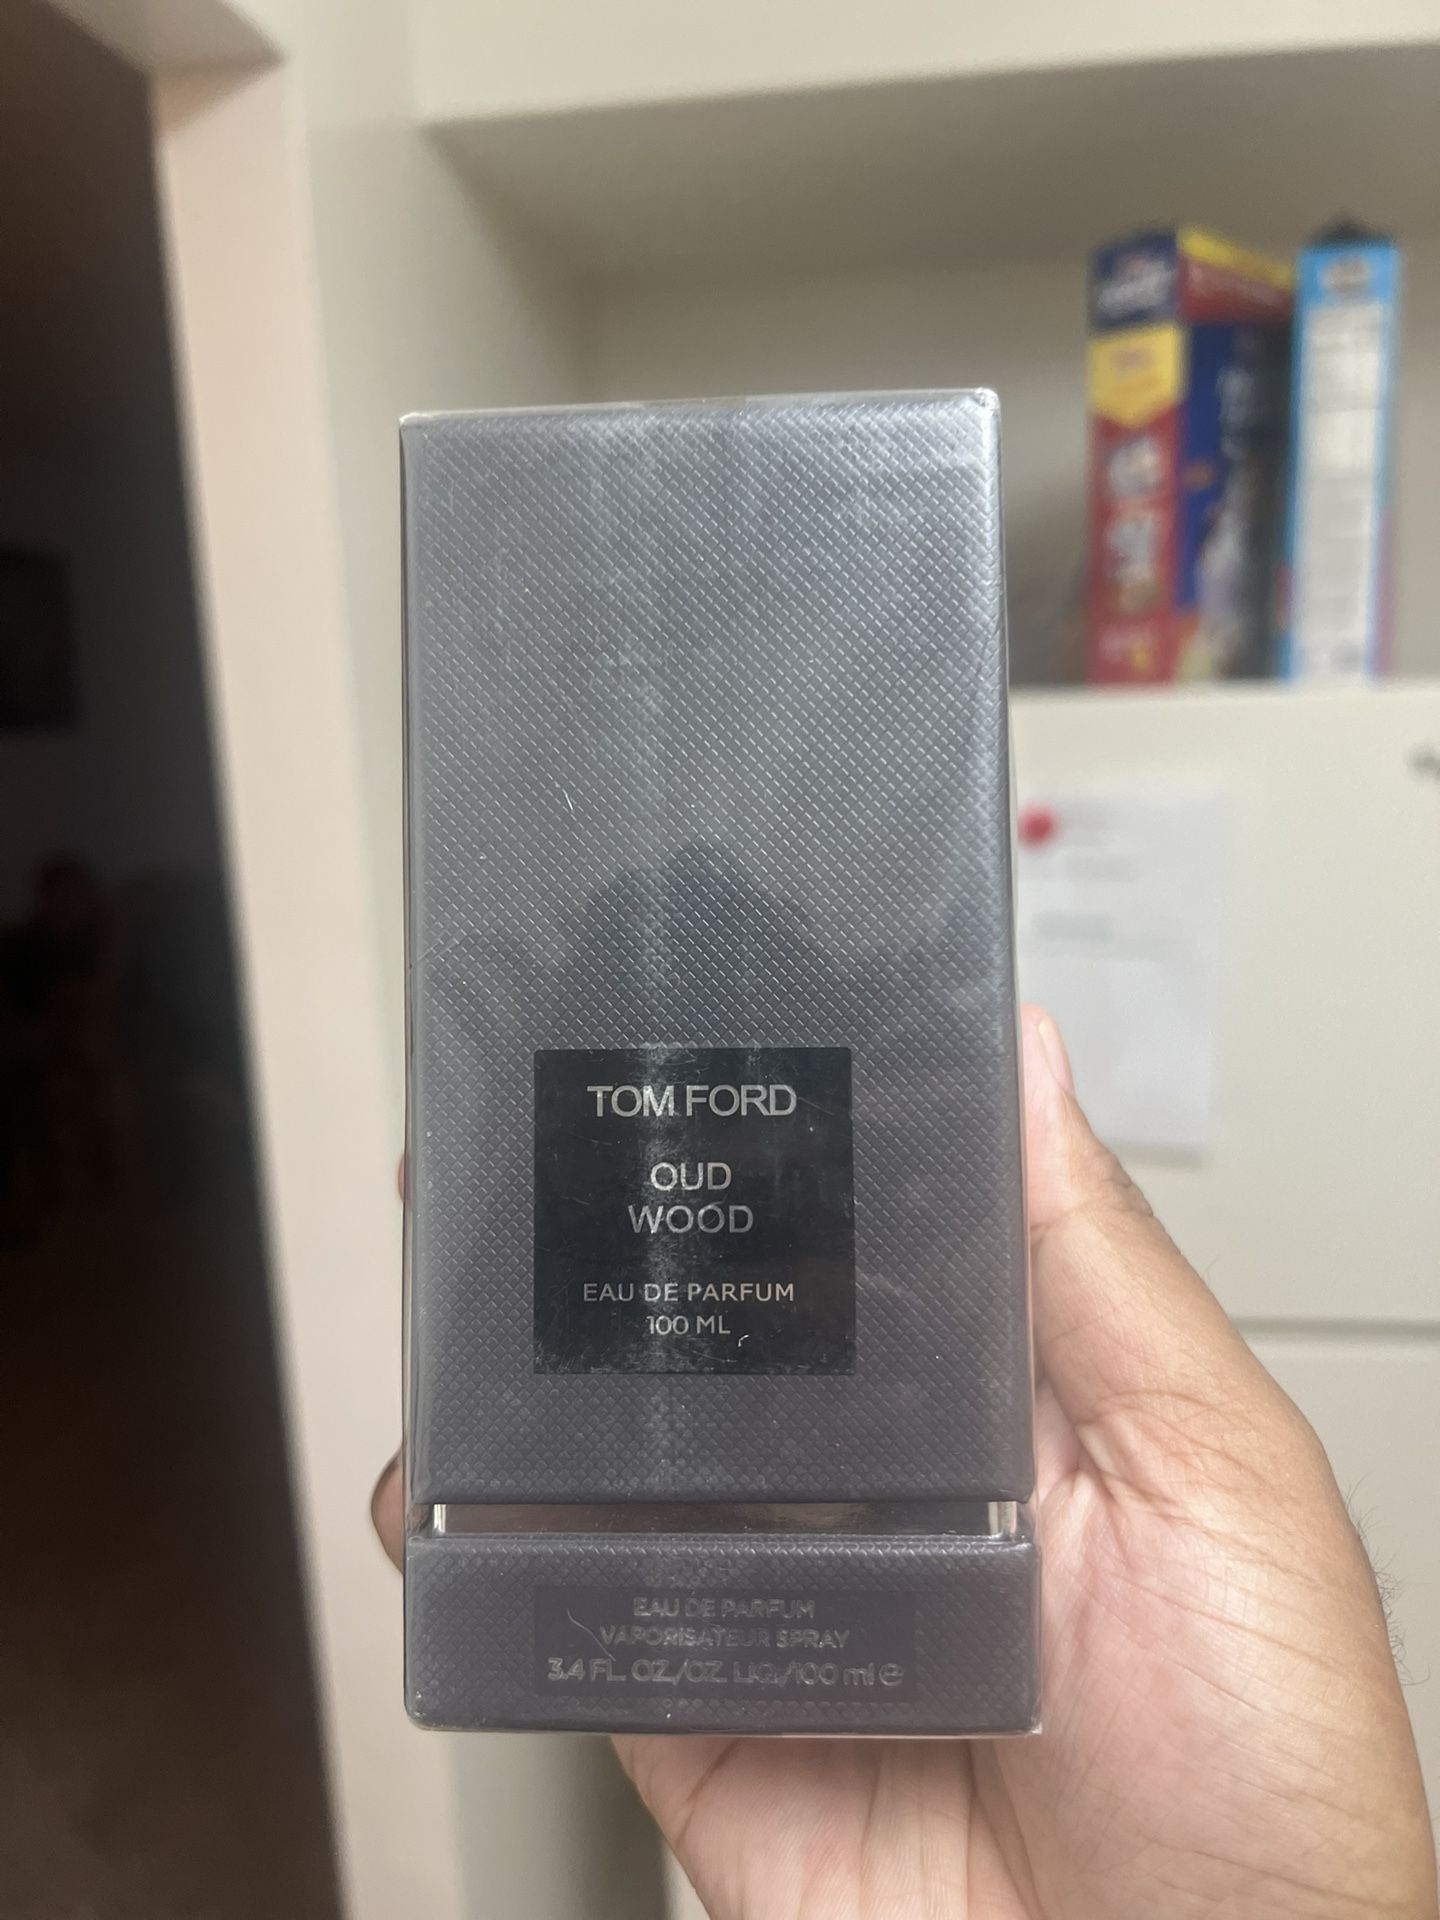 TOM FORD
OUD
WOOD
EAU DE PARFUM
100 ML
EAU DE PARFUM
VAPORISATEUR SPRAY
3.4 FL. OZ./OZ. LIQ./100 ml ℮